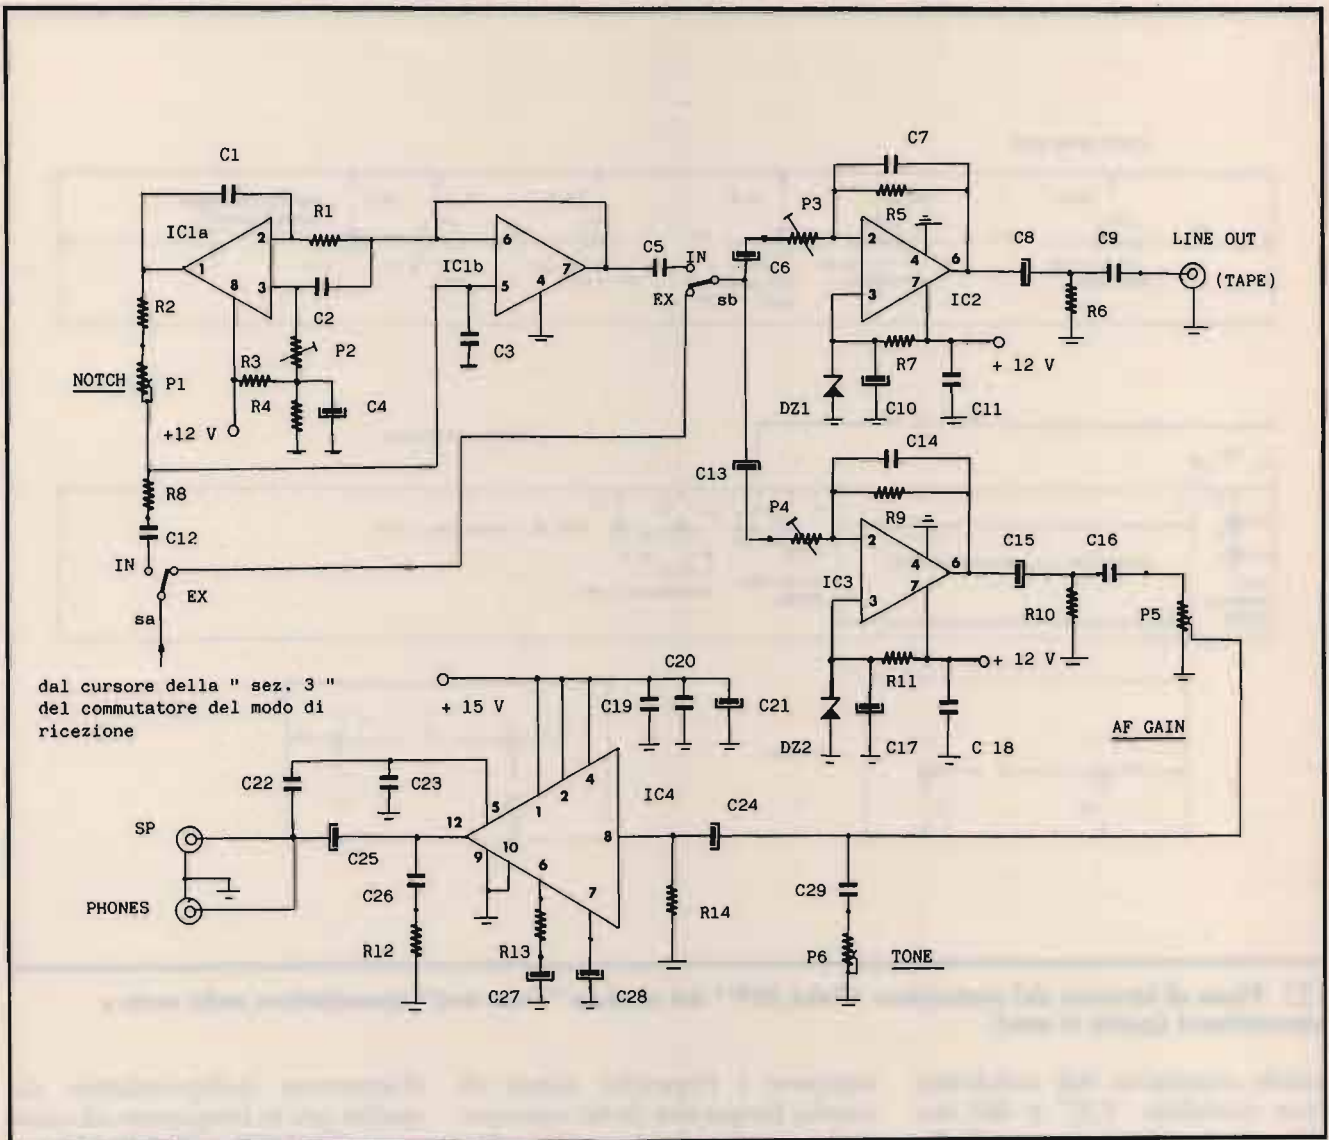 C1
C7
R1
P3
IC1a
2
6
R5
2
C8
C9
LINE OUT
1
IC1b
7
C5
IN
C6
4
6
(TAPE)
8
3
5
4
EX
sb
3
7
IC2
R6
R2
C2
C3
P2
R7
+ 12 V
NOTCH
P1
R3
R4
C4
DZ1
C10
C11
+12 V
C14
C13
R8
P4
R9
C12
2
4
6
C15
C16
IN
IC3
7
EX
3
R10
P5
sa
+ 12 V
C20
R11
dal cursore della " sez. 3 "
del commutatore del modo di
ricezione
+ 15 V
C19
C21
DZ2
C17
C 18
AF GAIN
C22
C23
5
1
2
4
IC4
C24
SP
12
8
C25
9
10
6
7
C26
C29
PHONES
R14
R12
R13
P6
TONE
C27
C28